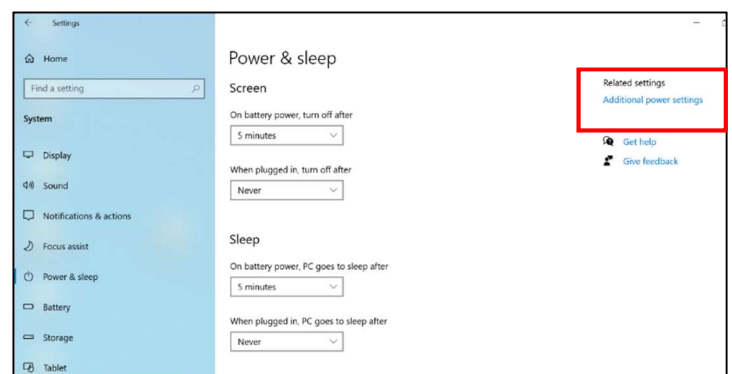 Settings
Home
Find a setting
System
Display
Sound
Notifications & actions
Focus assist
Power & sleep
Battery
Storage
Tablet
Power & sleep
Screen
On battery power, turn off after
5 minutes
When plugged in, turn off after
Never
Sleep
On battery power, PC goes to sleep after
5 minutes
When plugged in, PC goes to sleep after
Never
Related settings
Additional power settings
Get help
Give feedback